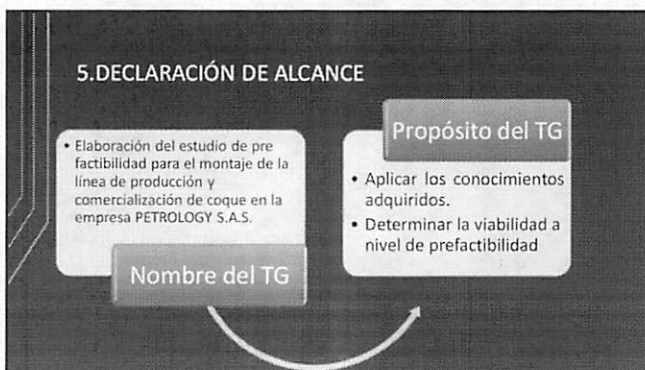 5.DECLARACIÓN DE ALCANCE
• Elaboración del estudio de pre
factibilidad para el montaje de la
línea de producción y
comercialización de coque en la
empresa PETROLOGY S.A.S.
Nombre del TG
Propósito del TG
• Aplicar los conocimientos
adquiridos.
• Determinar la viabilidad a
nivel de prefactibilidad